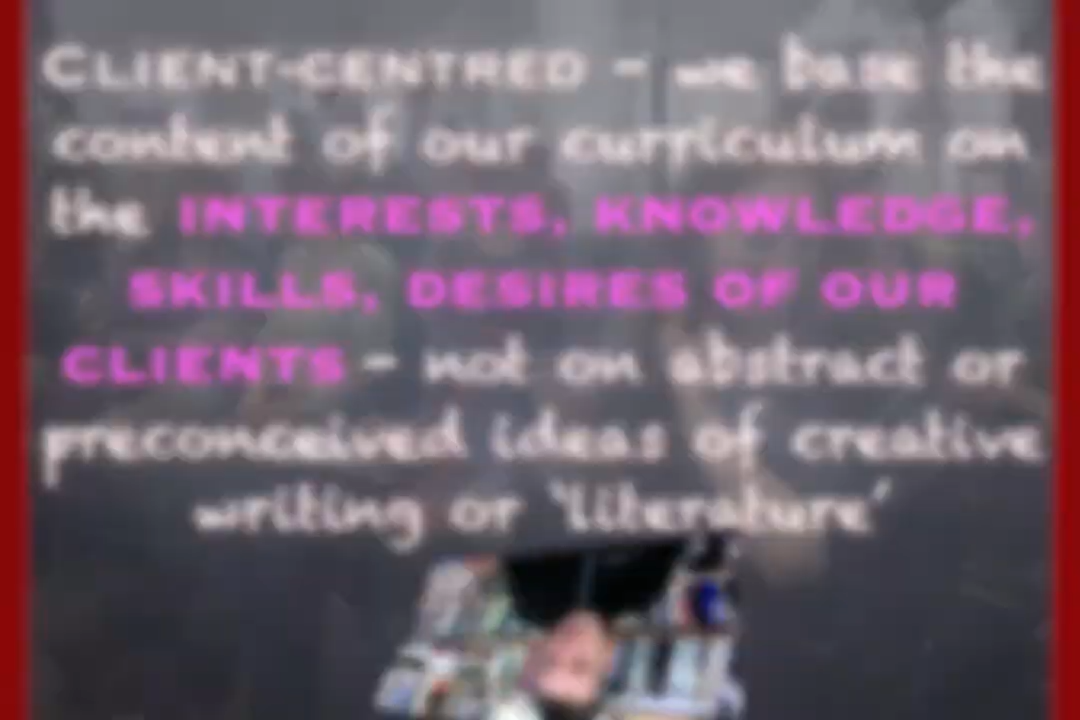 CLIENT-CENTRED - we base the
content of our curriculum on
the INTERESTS, KNOWLEDGE,
SKILLS, DESIRES OF OUR
CLIENTS - not on abstract or
preconceived ideas of creative
writing or 'literature'